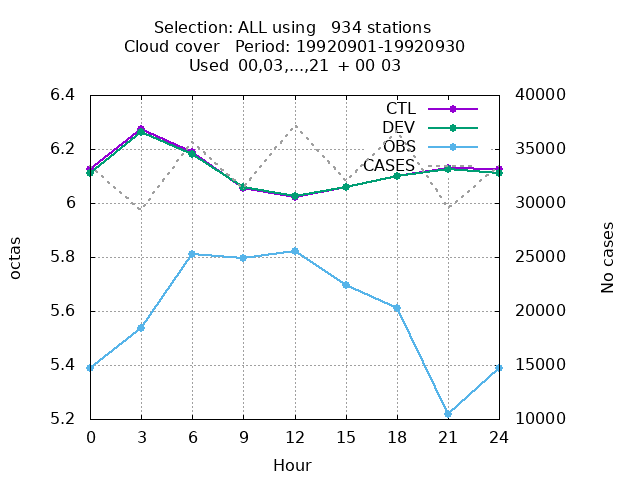 Selection: ALL using   934 stations
Cloud cover   Period: 19920901-19920930
Used  00,03,...,21  + 00 03
6.4
6.2
6
5.8
5.6
5.4
5.2
40000
35000
30000
25000
20000
15000
10000
CTL
DEV
OBS
CASES
octas
No cases
0 3 6 9 12 15 18 21 24
Hour